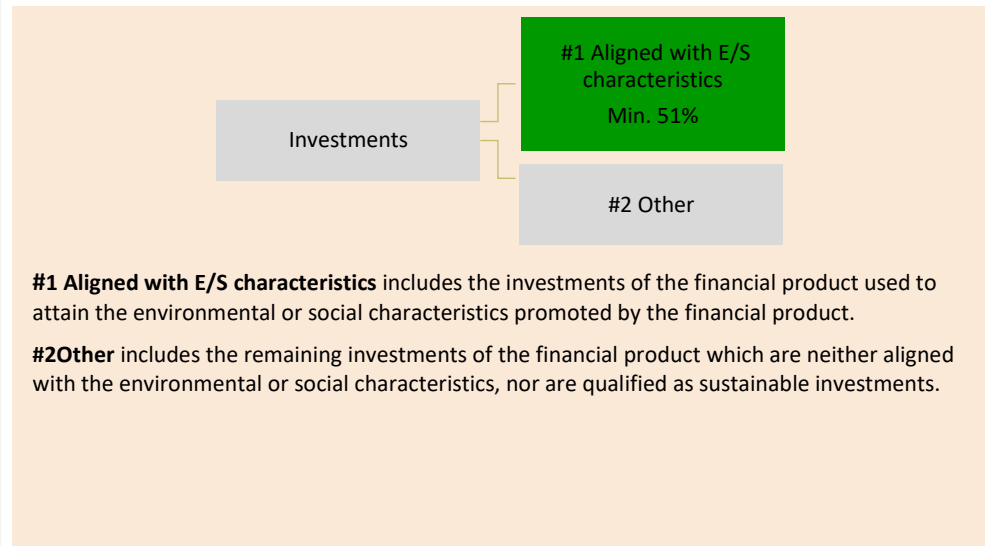 #1 Aligned with E/S
characteristics
Min. 51%
Investments
#2 Other
#1 Aligned with E/S characteristics includes the investments of the financial product used to
attain the environmental or social characteristics promoted by the financial product.
#2Other includes the remaining investments of the financial product which are neither aligned
with the environmental or social characteristics, nor are qualified as sustainable investments.